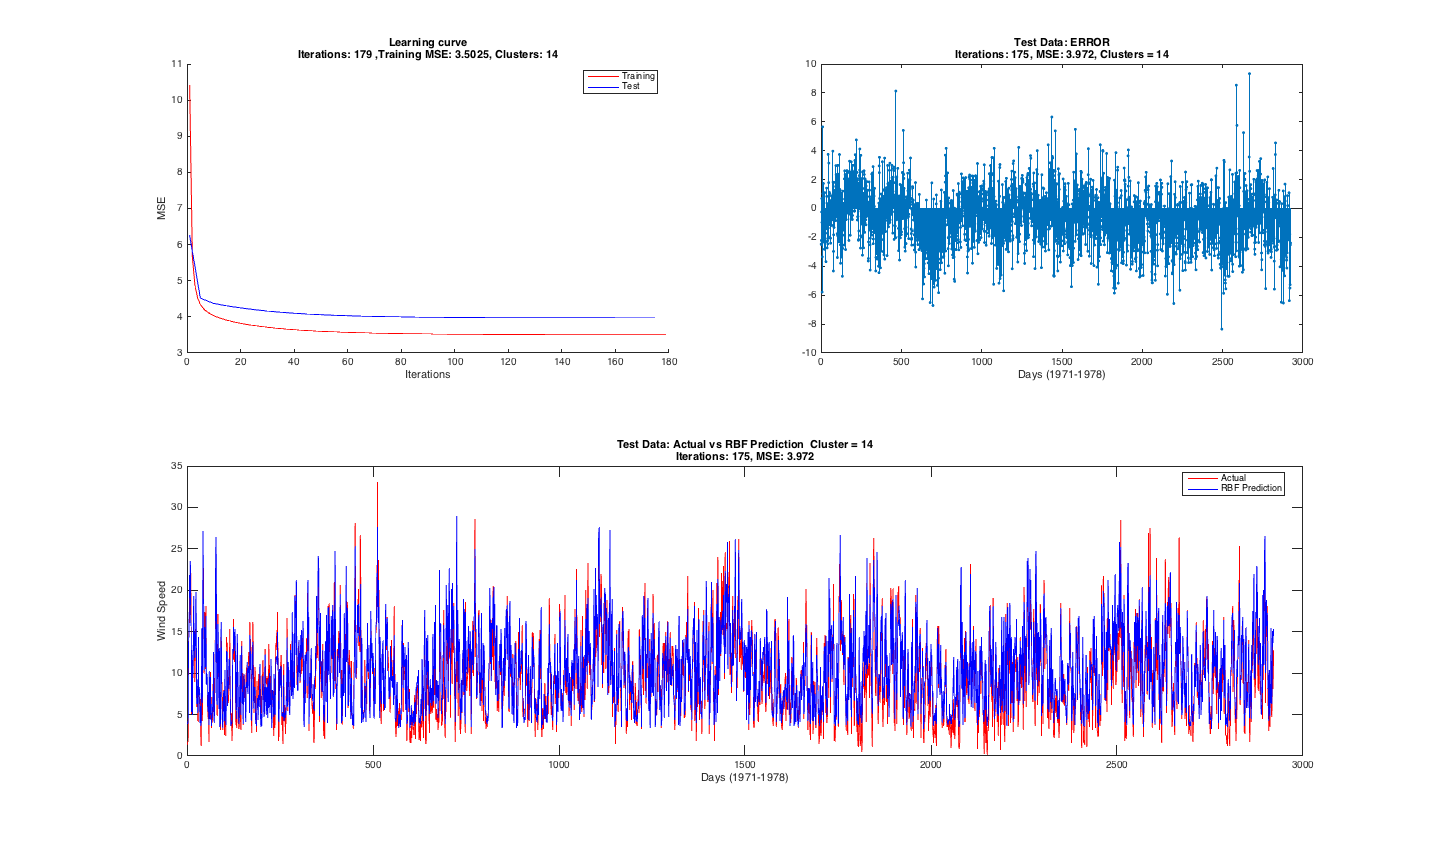 Learning curve
Iterations: 179 ,Training MSE: 3.5025, Clusters: 14
11
10
9
8
7
6
5
4
3
MSE
0 20 40 60 80 100 120 140 160 180
Iterations
Training
Test
Test Data: ERROR
Iterations: 175, MSE: 3.972, Clusters = 14
10
8
6
4
2
0
-2
-4
-6
-8
-10
0 500 1000 1500 2000 2500 3000
Days (1971-1978)
Test Data: Actual vs RBF Prediction Cluster = 14
Iterations: 175, MSE: 3.972
35
30
25
20
15
10
5
0
Wind Speed
0 500 1000 1500 2000 2500 3000
Days (1971-1978)
Actual
RBF Prediction